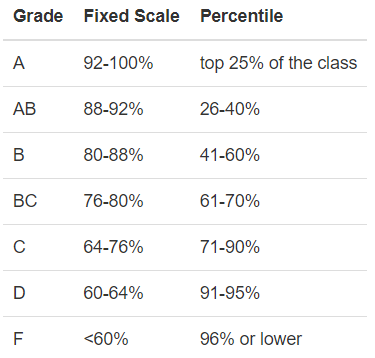 Grade Fixed Scale Percentile
A 92-100% top 25% of the class
AB 88-92% 26-40%
B 80-88% 41-60%
BC 76-80% 61-70%
C 64-76% 71-90%
D 60-64% 91-95%
F <60% 96% or lower